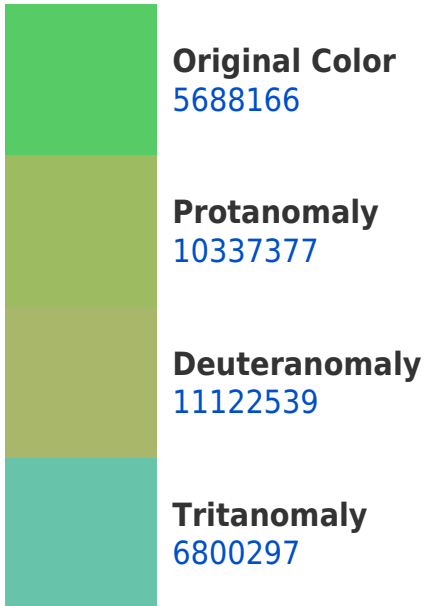 Original Color
5688166
Protanomaly
10337377
Deuteranomaly
11122539
Tritanomaly
6800297